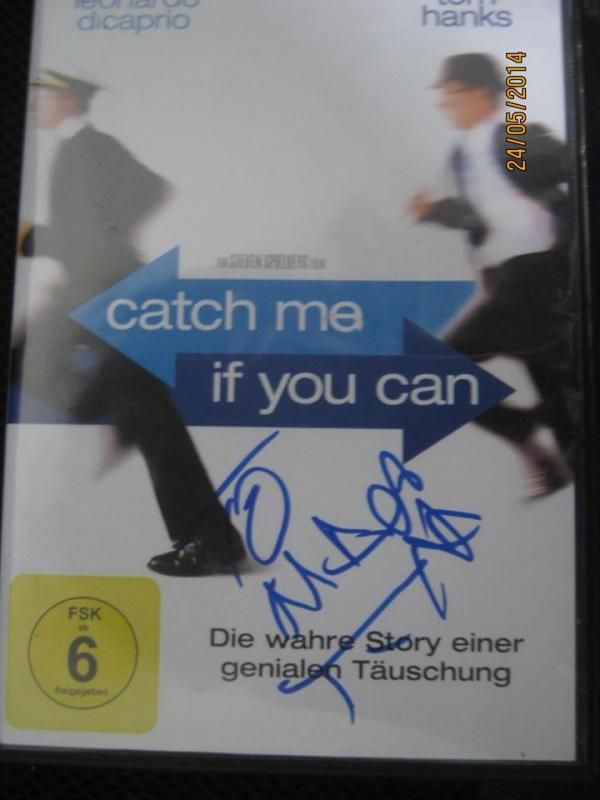 leonardo
dicaprio
tom
hanks
24/05/2014
EIN STEVEN SPIELBERG FILM
catch me
if you can
TO
FSK
ab
6
freigegeben
Die wahre Story einer
genialen Täuschung